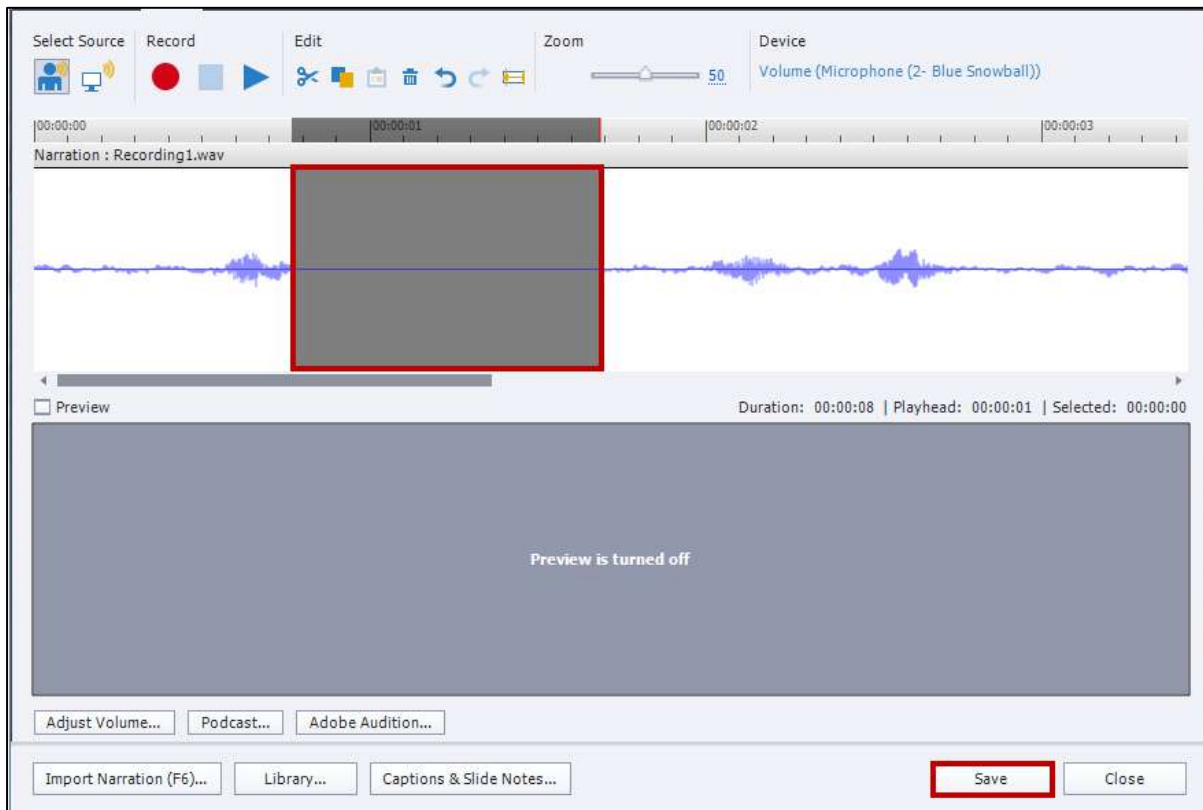 Select Source Record Edit Zoom Device
50 Volume (Microphone (2- Blue Snowball))
00:00:00 00:00:01 00:00:02 00:00:03
Narration : Recording1.wav
Preview Duration: 00:00:08 | Playhead: 00:00:01 | Selected: 00:00:00
Preview is turned off
Adjust Volume... Podcast... Adobe Audition...
Import Narration (F6)... Library... Captions & Slide Notes... Save Close